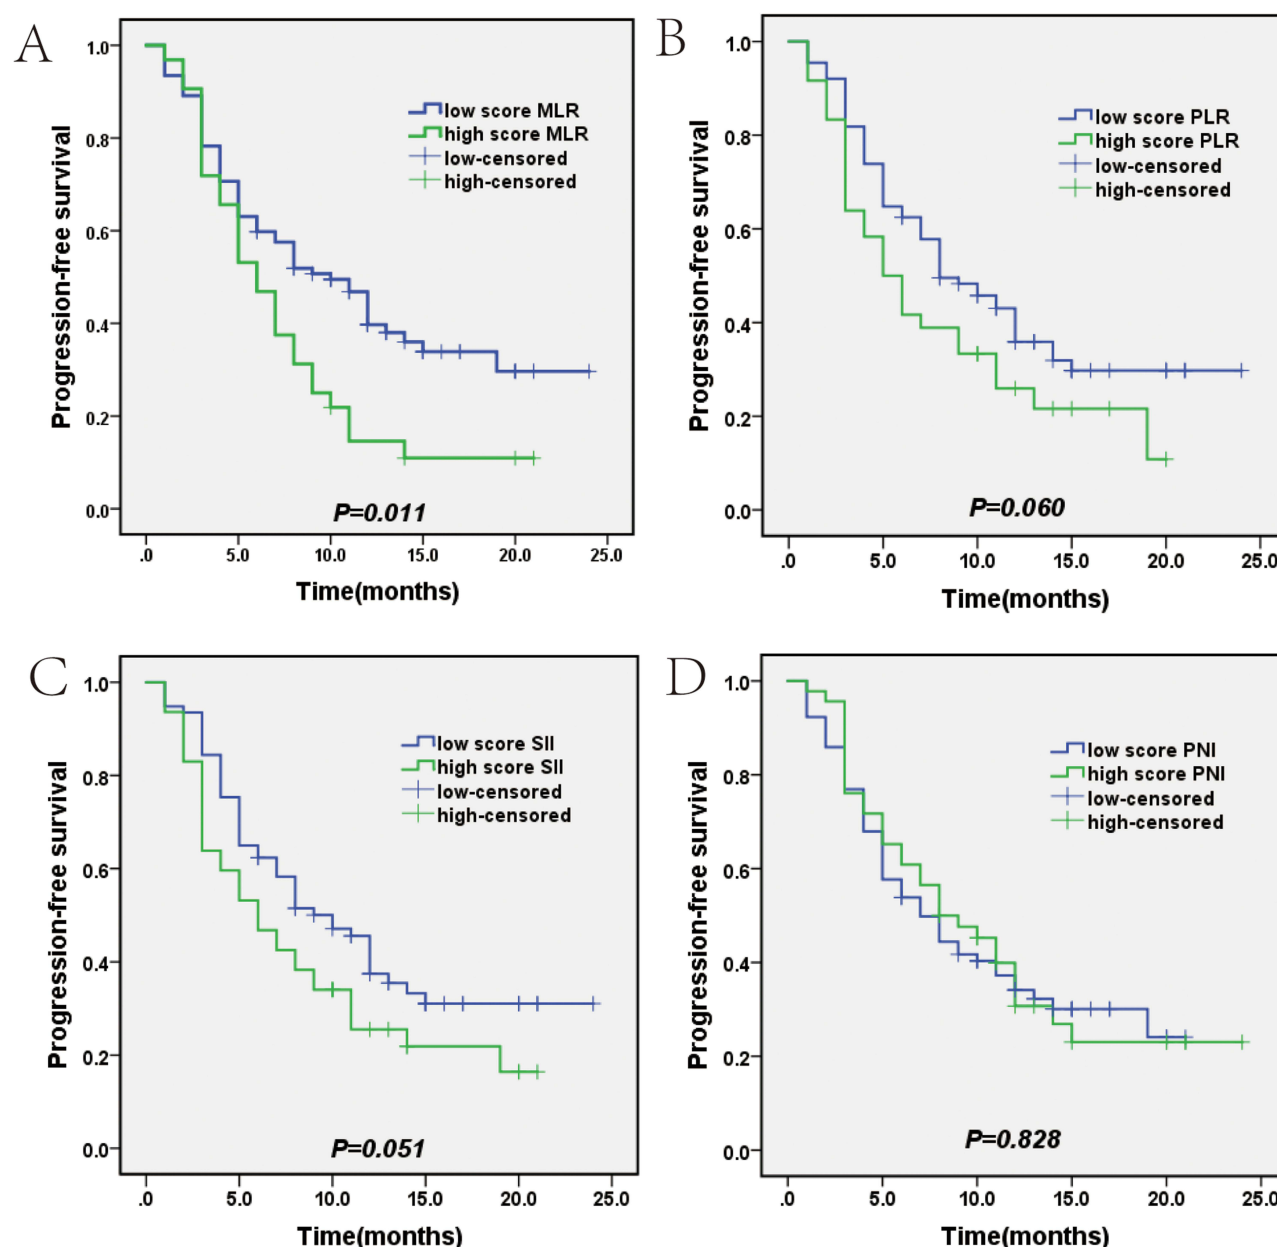 A
1.0
0.8
0.6
0.4
0.2
0.0
Progression-free survival
low score MLR
high score MLR
low-censored
high-censored
P=0.011
.0 5.0 10.0 15.0 20.0 25.0
Time(months)
B
1.0
0.8
0.6
0.4
0.2
0.0
Progression-free survival
low score PLR
high score PLR
low-censored
high-censored
P=0.060
.0 5.0 10.0 15.0 20.0 25.0
Time(months)
C
1.0
0.8
0.6
0.4
0.2
0.0
Progression-free survival
low score SII
high score SII
low-censored
high-censored
P=0.051
.0 5.0 10.0 15.0 20.0 25.0
Time(months)
D
1.0
0.8
0.6
0.4
0.2
0.0
Progression-free survival
low score PNI
high score PNI
low-censored
high-censored
P=0.828
.0 5.0 10.0 15.0 20.0 25.0
Time(months)